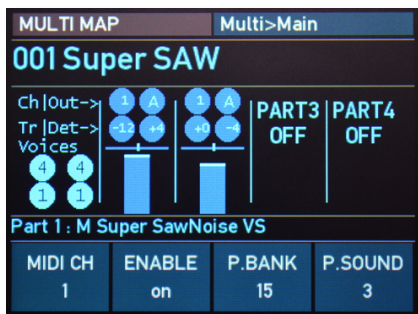 MULTI MAP Multi>Main
001 Super SAW
Ch|Out-> 1 A 1 A PART3 PART4
Tr|Det-> -12 +4 +0 -4 OFF OFF
Voices
4 4
1 1
Part 1 : M Super SawNoise VS
MIDI CH ENABLE P.BANK P.SOUND
1 on 15 3